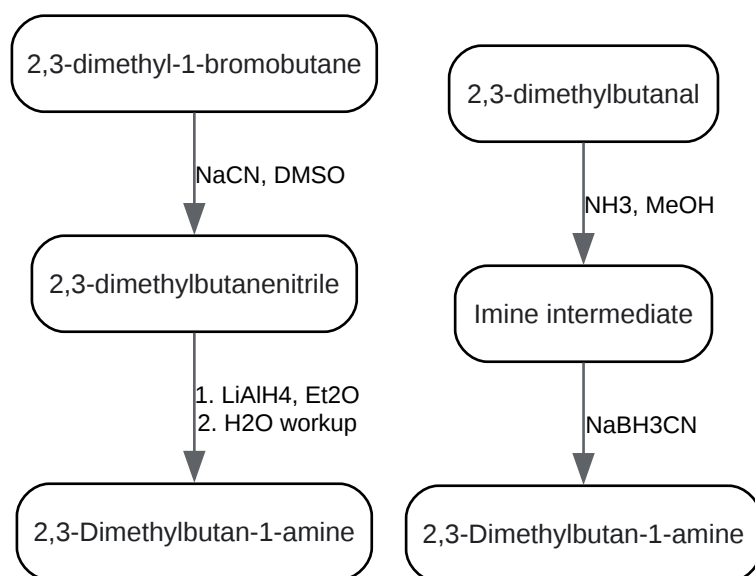 2,3-dimethyl-1-bromobutane
NaCN, DMSO
2,3-dimethylbutanenitrile
1. LiAlH4, Et2O
2. H2O workup
2,3-Dimethylbutan-1-amine
2,3-dimethylbutanal
NH3, MeOH
Imine intermediate
NaBH3CN
2,3-Dimethylbutan-1-amine